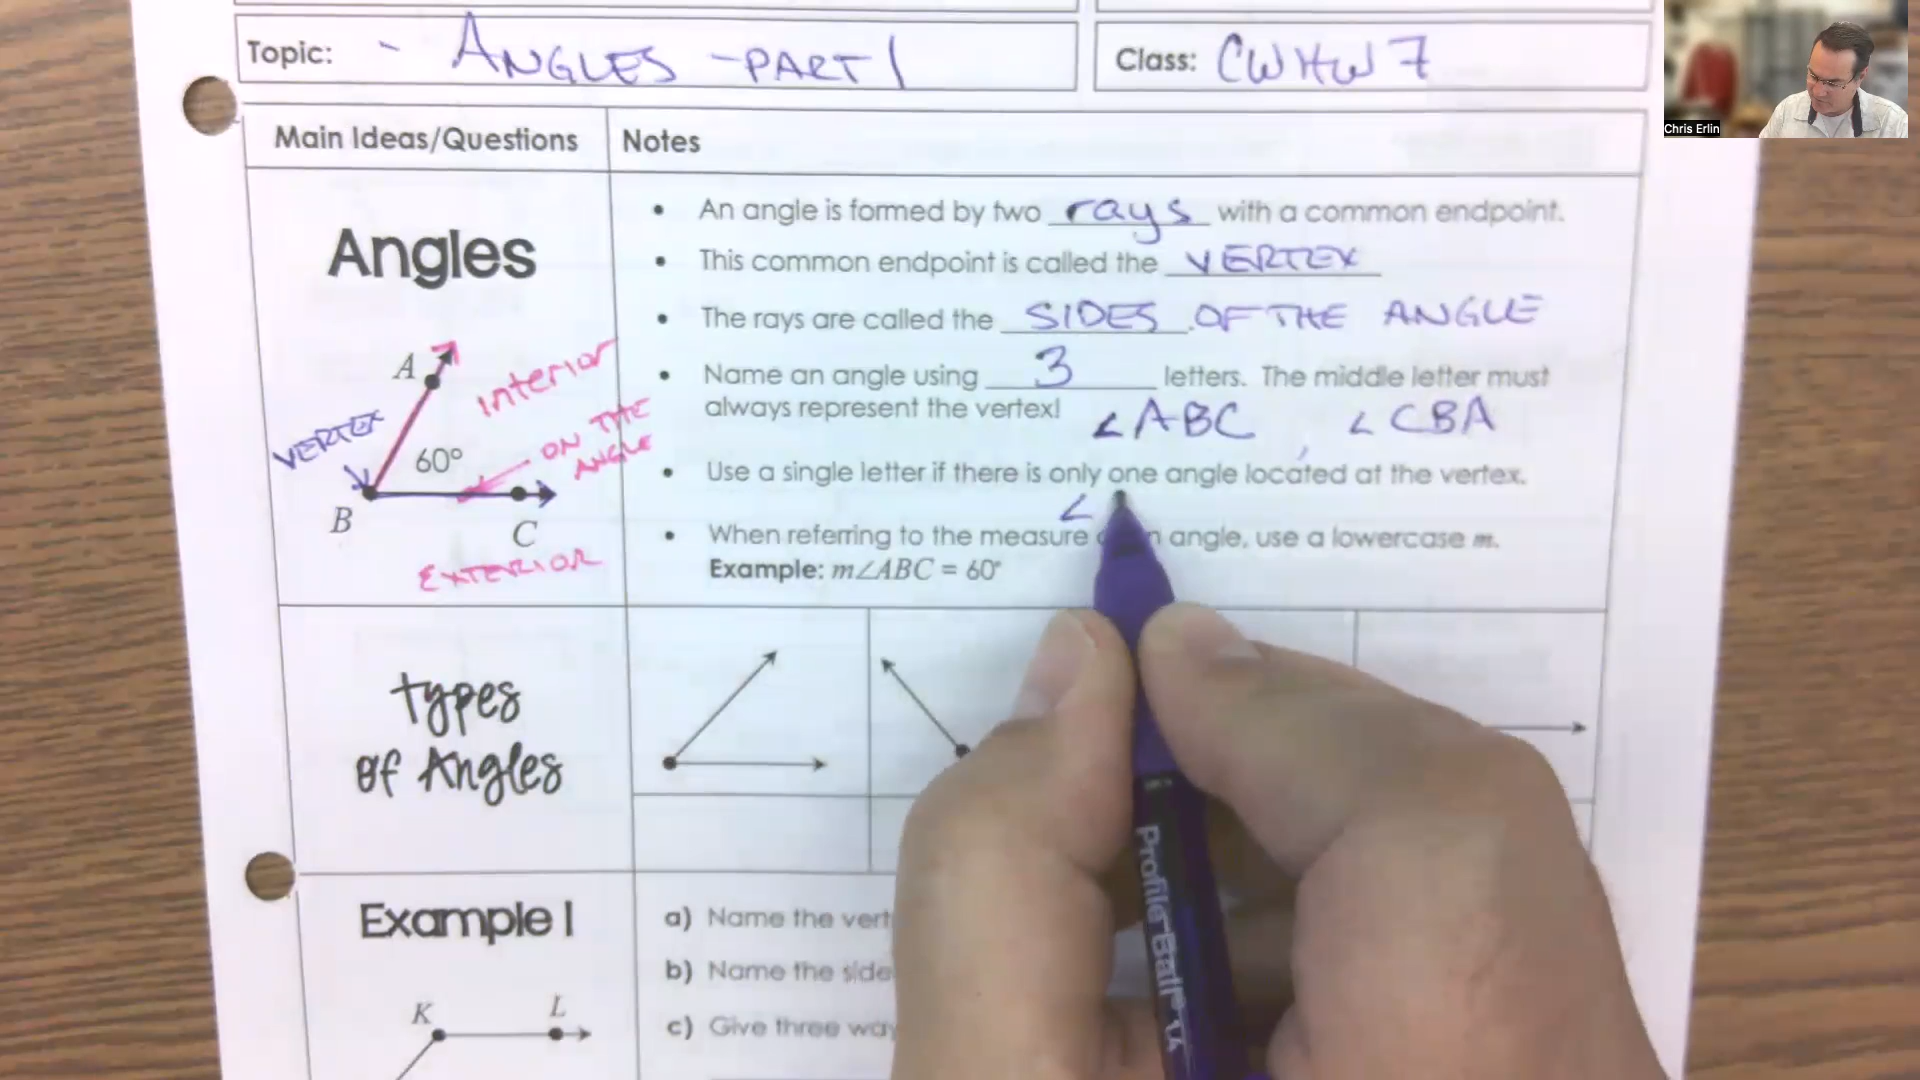 Topic: - ANGLES - PART 1
Class: CWHW 7
Chris Erlin
Main Ideas/Questions
Notes
Angles
A
B
C
60°
VERTEX
Interior
ON THE
ANGLE
EXTERIOR
• An angle is formed by two rays with a common endpoint.
• This common endpoint is called the VERTEX
• The rays are called the SIDES OF THE ANGLE
• Name an angle using 3 letters. The middle letter must
always represent the vertex! ∠ABC , ∠CBA
• Use a single letter if there is only one angle located at the vertex.
∠
• When referring to the measure angle, use a lowercase m.
Example: m∠ABC = 60°
Types
of Angles
Example 1
K L
a) Name the
b) Name the
c) Give three
Profile Ball